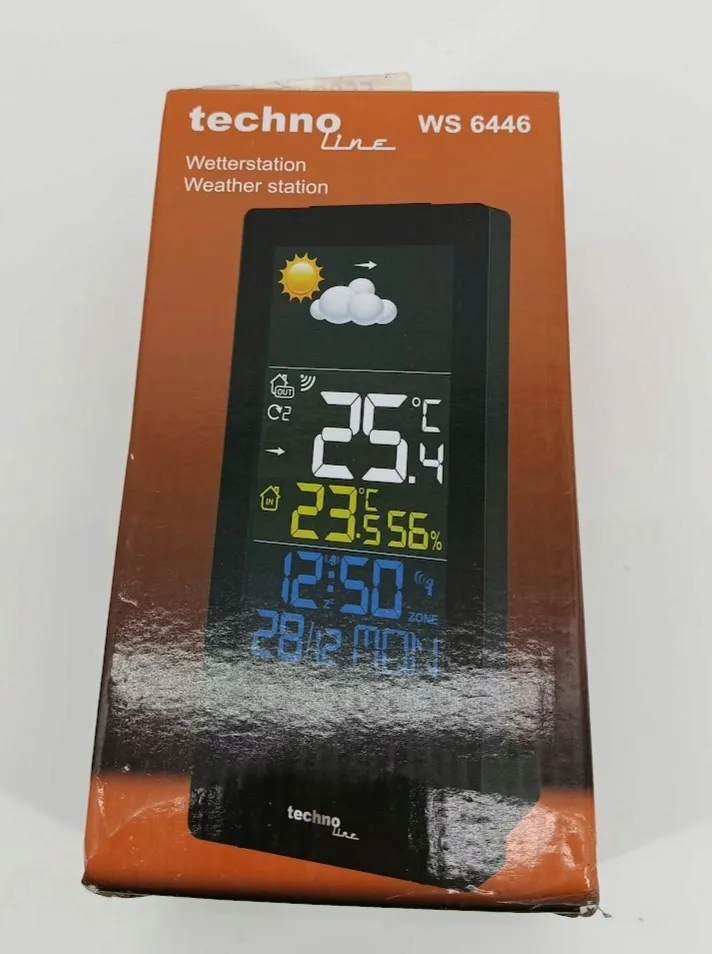 techno line WS 6446
Wetterstation
Weather station
OUT
25.4 °C
2
IN 23.5 °C 56%
12:50
ZONE
28/12 MON
techno line